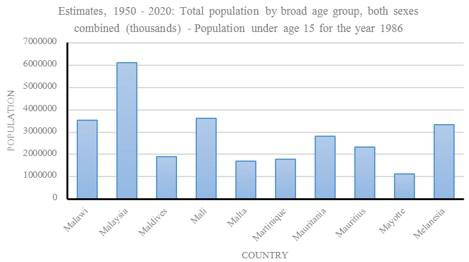 Estimates, 1950 - 2020: Total population by broad age group, both sexes
combined (thousands) - Population under age 15 for the year 1986
7000000
6000000
5000000
4000000
3000000
2000000
1000000
0
POPULATION
Malawi
Malaysia
Maldives
Mali
Malta
Martinique
Mauritania
Mauritius
Mayotte
Melanesia
COUNTRY